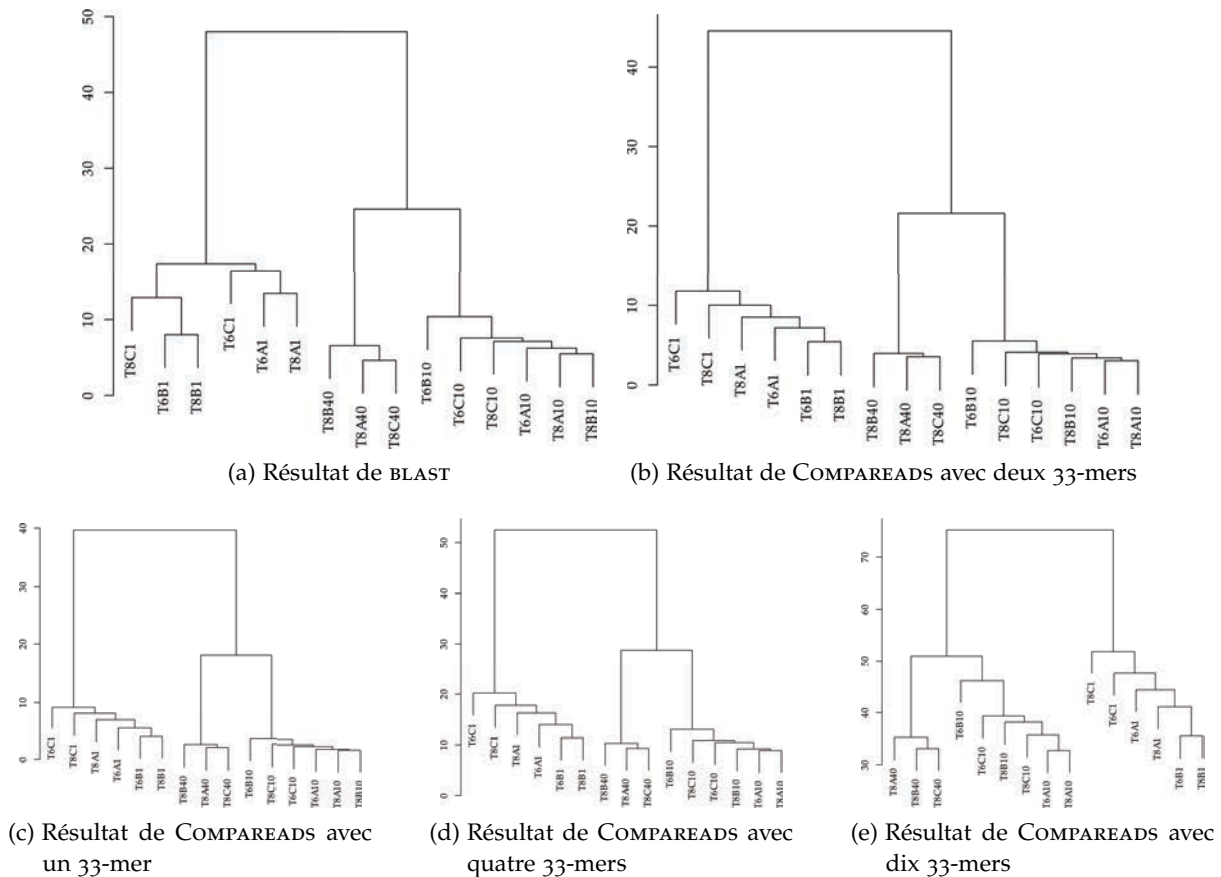 50
40
30
20
10
0
T8C1
T6B1
T8B1
T6C1
T6A1
T8A1
T8B40
T8A40
T8C40
T6B10
T6C10
T8C10
T6A10
T8A10
T8B10
(a) Résultat de BLAST
40
30
20
10
0
T6C1
T8C1
T8A1
T6A1
T6B1
T8B1
T8B40
T8A40
T8C40
T6B10
T8C10
T6C10
T8B10
T6A10
T8A10
(b) Résultat de COMPAREADS avec deux 33-mers
40
30
20
10
0
T6C1
T8C1
T8A1
T6A1
T6B1
T8B1
T8B40
T8A40
T8C40
T6B10
T8C10
T6C10
T6A10
T8A10
T8B10
(c) Résultat de COMPAREADS avec
un 33-mer
50
40
30
20
10
0
T6C1
T8C1
T8A1
T6A1
T6B1
T8B1
T8B40
T8A40
T8C40
T6B10
T8C10
T6C10
T8B10
T6A10
T8A10
(d) Résultat de COMPAREADS avec
quatre 33-mers
70
60
50
40
30
T8A40
T8B40
T8C40
T6B10
T6C10
T8B10
T8C10
T6A10
T8A10
T8C1
T6C1
T6A1
T8A1
T6B1
T8B1
(e) Résultat de COMPAREADS avec
dix 33-mers